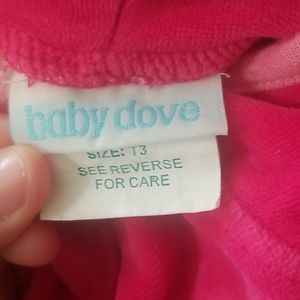 baby dove
SIZE: T3
SEE REVERSE
FOR CARE